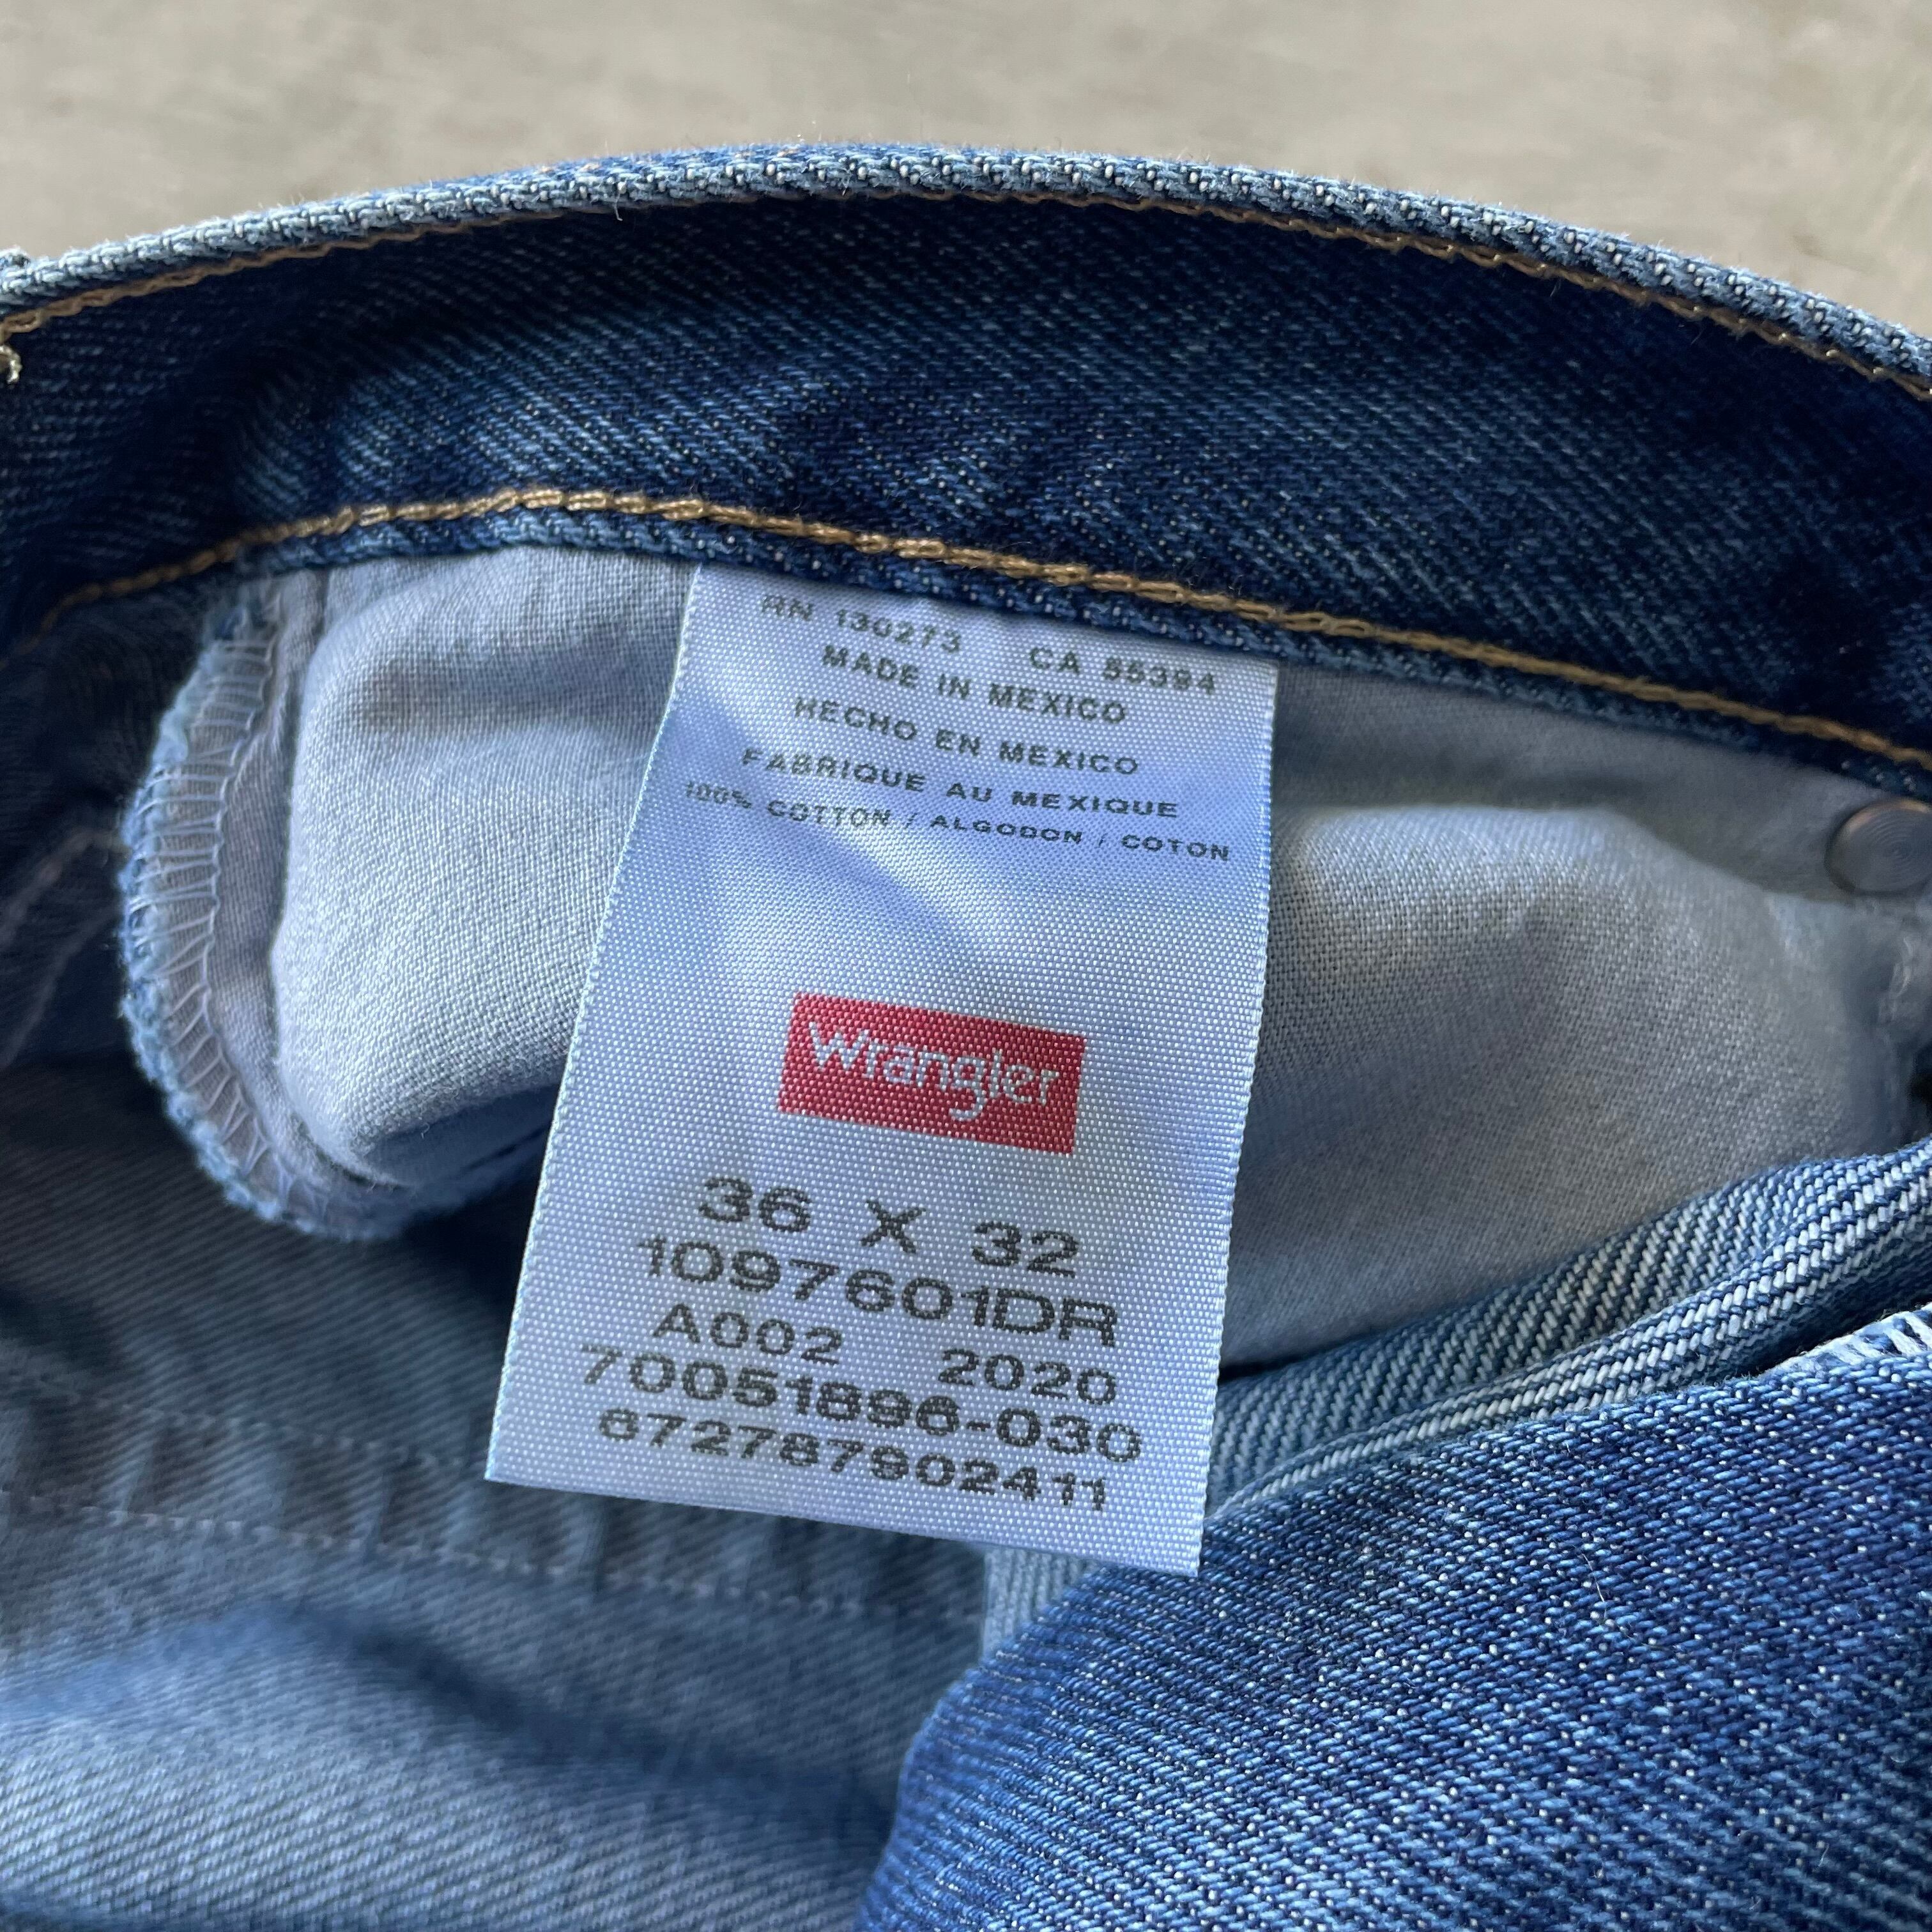 RN 130273 CA 55394
MADE IN MEXICO
HECHO EN MEXICO
FABRIQUE AU MEXIQUE
100% COTTON / ALGODON / COTON
Wrangler
36 X 32
1097601DR
A002 2020
70051896-030
672787902411